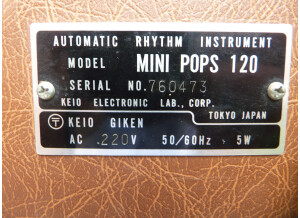 AUTOMATIC RHYTHM INSTRUMENT
MODEL MINI POPS 120
SERIAL NO. 760473
KEIO ELECTRONIC LAB., CORP.
TOKYO JAPAN
KEIO GIKEN
AC 220V 50/60Hz 5W